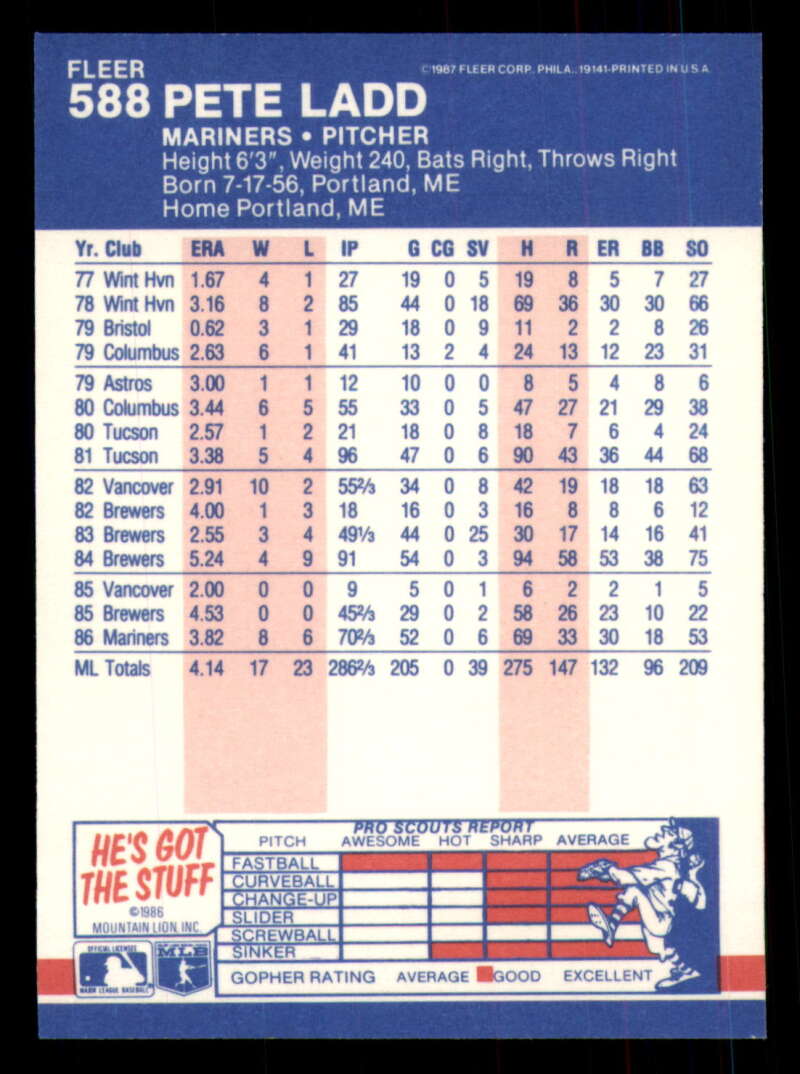 FLEER
©1987 FLEER CORP. PHILA., 19141-PRINTED IN U.S.A.
588 PETE LADD
MARINERS • PITCHER
Height 6'3", Weight 240, Bats Right, Throws Right
Born 7-17-56, Portland, ME
Home Portland, ME
Yr. Club ERA W L IP G CG SV H R ER BB SO
77 Wint Hvn 1.67 4 1 27 19 0 5 19 8 5 7 27
78 Wint Hvn 3.16 8 2 85 44 0 18 69 36 30 30 66
79 Bristol 0.62 3 1 29 18 0 9 11 2 2 8 26
79 Columbus 2.63 6 1 41 13 2 4 24 13 12 23 31
79 Astros 3.00 1 1 12 10 0 0 8 5 4 8 6
80 Columbus 3.44 6 5 55 33 0 5 47 27 21 29 38
80 Tucson 2.57 1 2 21 18 0 8 18 7 6 4 24
81 Tucson 3.38 5 4 96 47 0 6 90 43 36 44 68
82 Vancover 2.91 10 2 55⅔ 34 0 8 42 19 18 18 63
82 Brewers 4.00 1 3 18 16 0 3 16 8 8 6 12
83 Brewers 2.55 3 4 49⅓ 44 0 25 30 17 14 16 41
84 Brewers 5.24 4 9 91 54 0 3 94 58 53 38 75
85 Vancover 2.00 0 0 9 5 0 1 6 2 2 1 5
85 Brewers 4.53 0 0 45⅔ 29 0 2 58 26 23 10 22
86 Mariners 3.82 8 6 70⅔ 52 0 6 69 33 30 18 53
ML Totals 4.14 17 23 286⅔ 205 0 39 275 147 132 96 209
HE'S GOT
THE STUFF
©1986
MOUNTAIN LION, INC.
OFFICIAL LICENSEE
MAJOR LEAGUE BASEBALL
MLB
PRO SCOUTS REPORT
PITCH AWESOME HOT SHARP AVERAGE
FASTBALL
CURVEBALL
CHANGE-UP
SLIDER
SCREWBALL
SINKER
GOPHER RATING AVERAGE GOOD EXCELLENT